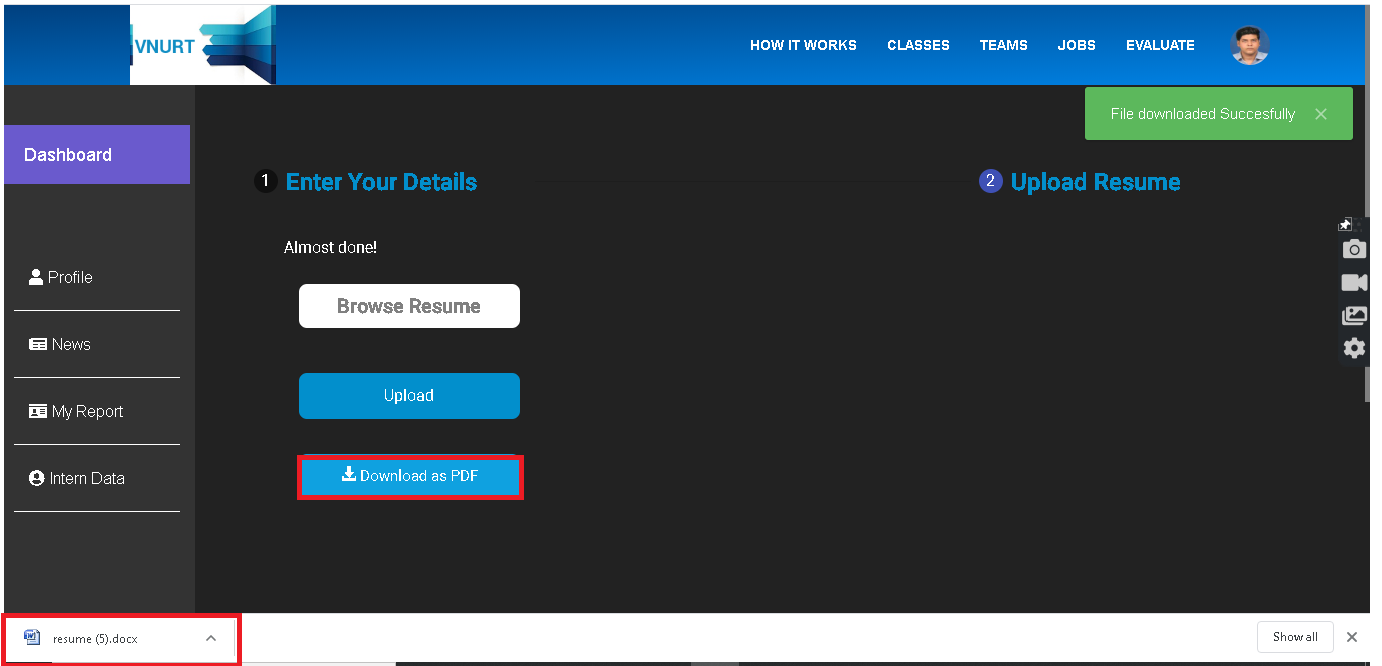 VNURT
HOW IT WORKS CLASSES TEAMS JOBS EVALUATE
File downloaded Succesfully
Dashboard
1 Enter Your Details
2 Upload Resume
Almost done!
Profile
Browse Resume
News
Upload
My Report
Download as PDF
Intern Data
resume (5).docx
Show all